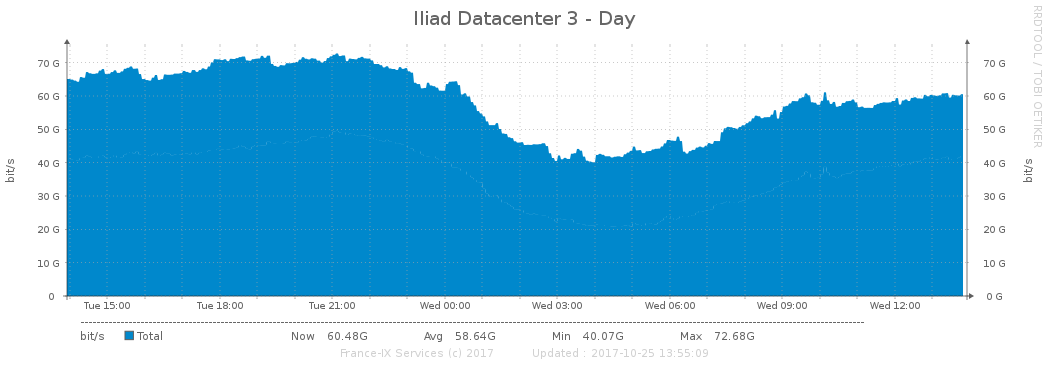 Iliad Datacenter 3 - Day
RRDTOOL / TOBI OETIKER
bit/s
bit/s
70 G 70 G
60 G 60 G
50 G 50 G
40 G 40 G
30 G 30 G
20 G 20 G
10 G 10 G
0 0 G
Tue 15:00 Tue 18:00 Tue 21:00 Wed 00:00 Wed 03:00 Wed 06:00 Wed 09:00 Wed 12:00
bit/s Total Now 60.48G Avg 58.64G Min 40.07G Max 72.68G
France-IX Services (c) 2017 Updated : 2017-10-25 13:55:09